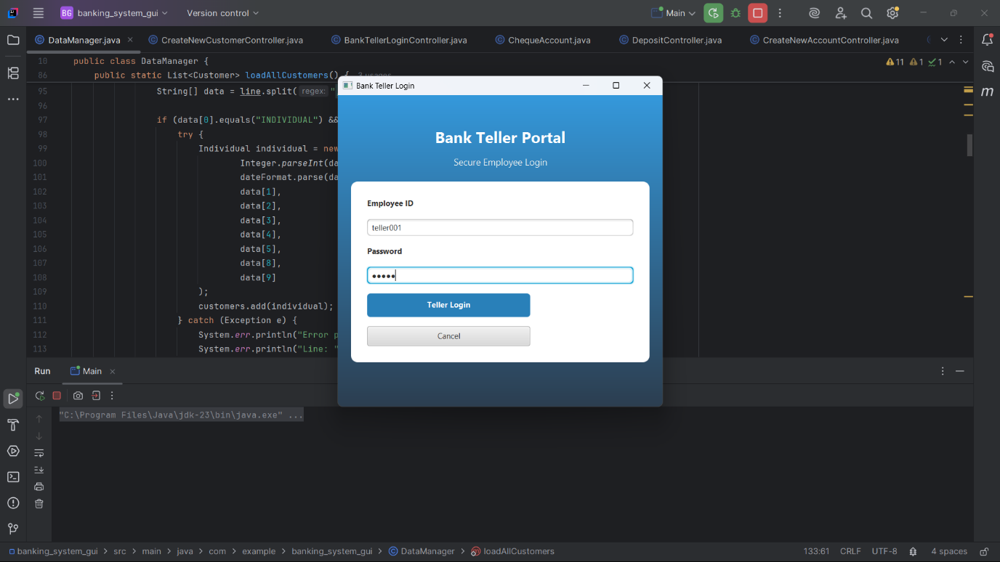 BG banking_system_gui Version control Main
DataManager.java CreateNewCustomerController.java BankTellerLoginController.java ChequeAccount.java DepositController.java CreateNewAccountController.java
10 public class DataManager {
86 public static List<Customer> loadAllCustomers() { 3 usages
11 1 1
95 String[] data = line.split( regex: "
96
97 if (data[0].equals("INDIVIDUAL") &&
98 try {
99 Individual individual = new
100 Integer.parseInt(da
101 dateFormat.parse(da
102 data[1],
103 data[2],
104 data[3],
105 data[4],
106 data[5],
107 data[8],
108 data[9]
109 );
110 customers.add(individual);
111 } catch (Exception e) {
112 System.err.println("Error p
113 System.err.println("Line: "
Bank Teller Login
Bank Teller Portal
Secure Employee Login
Employee ID
teller001
Password
•••••
Teller Login
Cancel
Run Main
"C:\Program Files\Java\jdk-23\bin\java.exe" ...
banking_system_gui > src > main > java > com > example > banking_system_gui > DataManager > loadAllCustomers 133:61 CRLF UTF-8 4 spaces